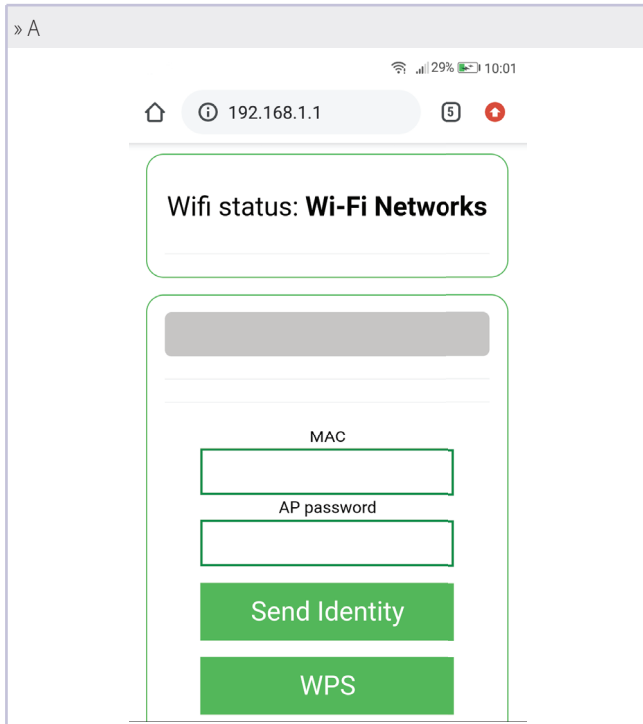 » A
29% 10:01
192.168.1.1 5
Wifi status: Wi-Fi Networks
MAC
AP password
Send Identity
WPS